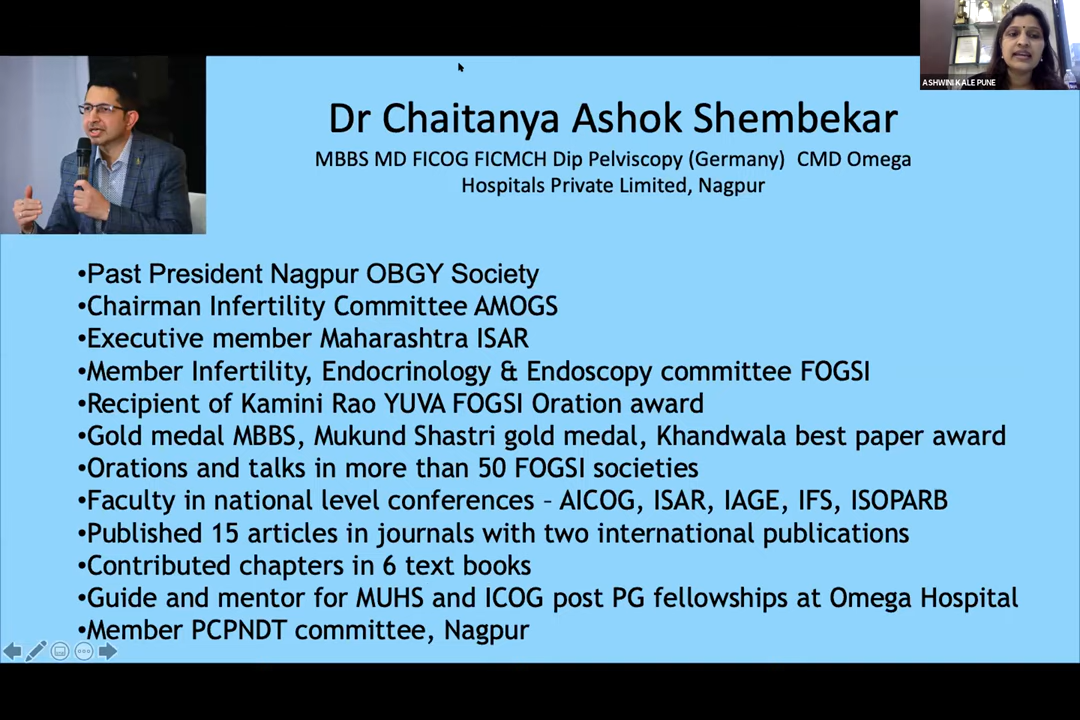 ASHWINI KALE PUNE
Dr Chaitanya Ashok Shembekar
MBBS MD FICOG FICMCH Dip Pelviscopy (Germany)  CMD Omega
Hospitals Private Limited, Nagpur
•Past President Nagpur OBGY Society
•Chairman Infertility Committee AMOGS
•Executive member Maharashtra ISAR
•Member Infertility, Endocrinology & Endoscopy committee FOGSI
•Recipient of Kamini Rao YUVA FOGSI Oration award
•Gold medal MBBS, Mukund Shastri gold medal, Khandwala best paper award
•Orations and talks in more than 50 FOGSI societies
•Faculty in national level conferences – AICOG, ISAR, IAGE, IFS, ISOPARB
•Published 15 articles in journals with two international publications
•Contributed chapters in 6 text books
•Guide and mentor for MUHS and ICOG post PG fellowships at Omega Hospital
•Member PCPNDT committee, Nagpur